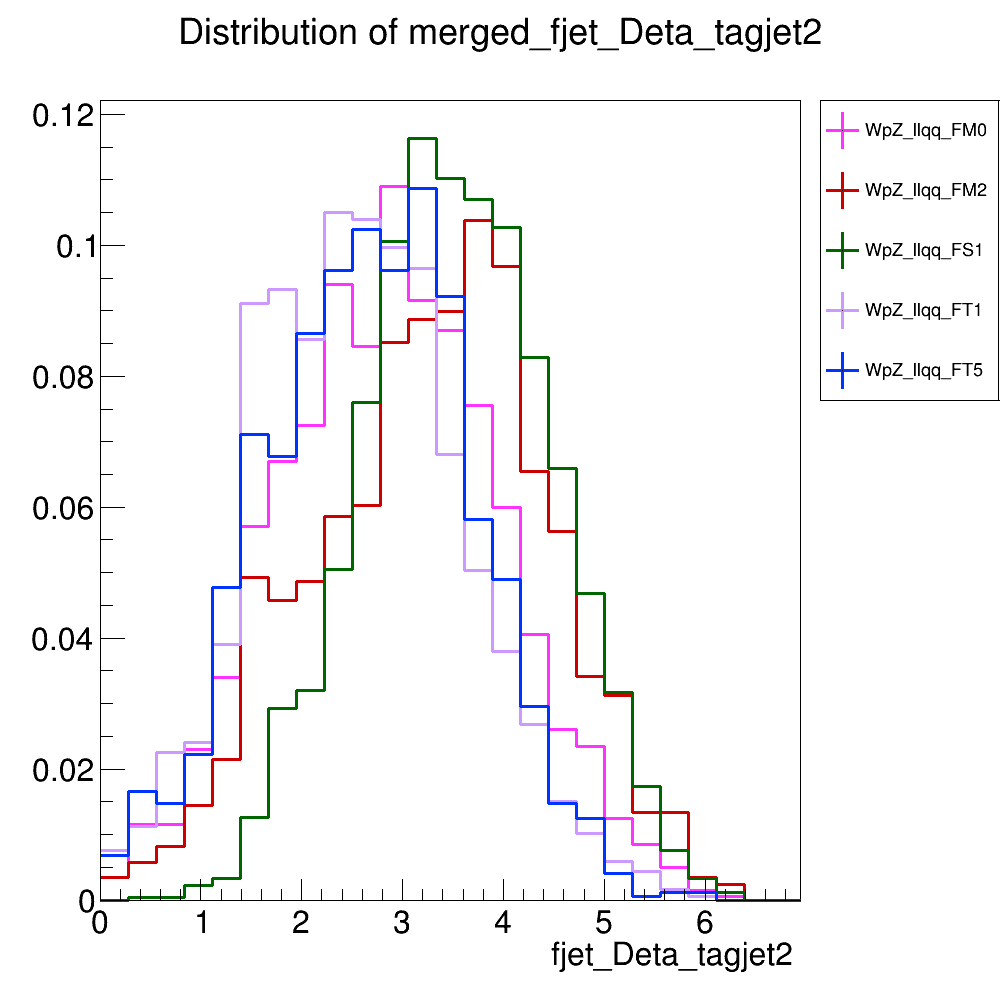 Distribution of merged_fjet_Deta_tagjet2
0.12
0.1
0.08
0.06
0.04
0.02
0
0 1 2 3 4 5 6
fjet_Deta_tagjet2
WpZ_llqq_FM0
WpZ_llqq_FM2
WpZ_llqq_FS1
WpZ_llqq_FT1
WpZ_llqq_FT5